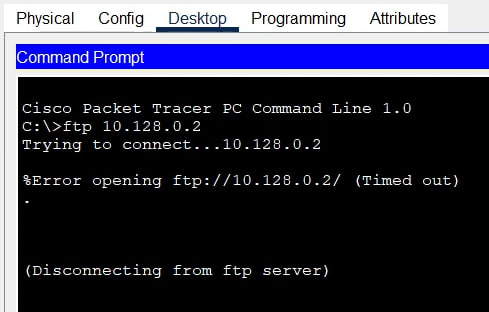 Physical Config Desktop Programming Attributes
Command Prompt
Cisco Packet Tracer PC Command Line 1.0
C:\>ftp 10.128.0.2
Trying to connect...10.128.0.2
%Error opening ftp://10.128.0.2/ (Timed out)
.
(Disconnecting from ftp server)